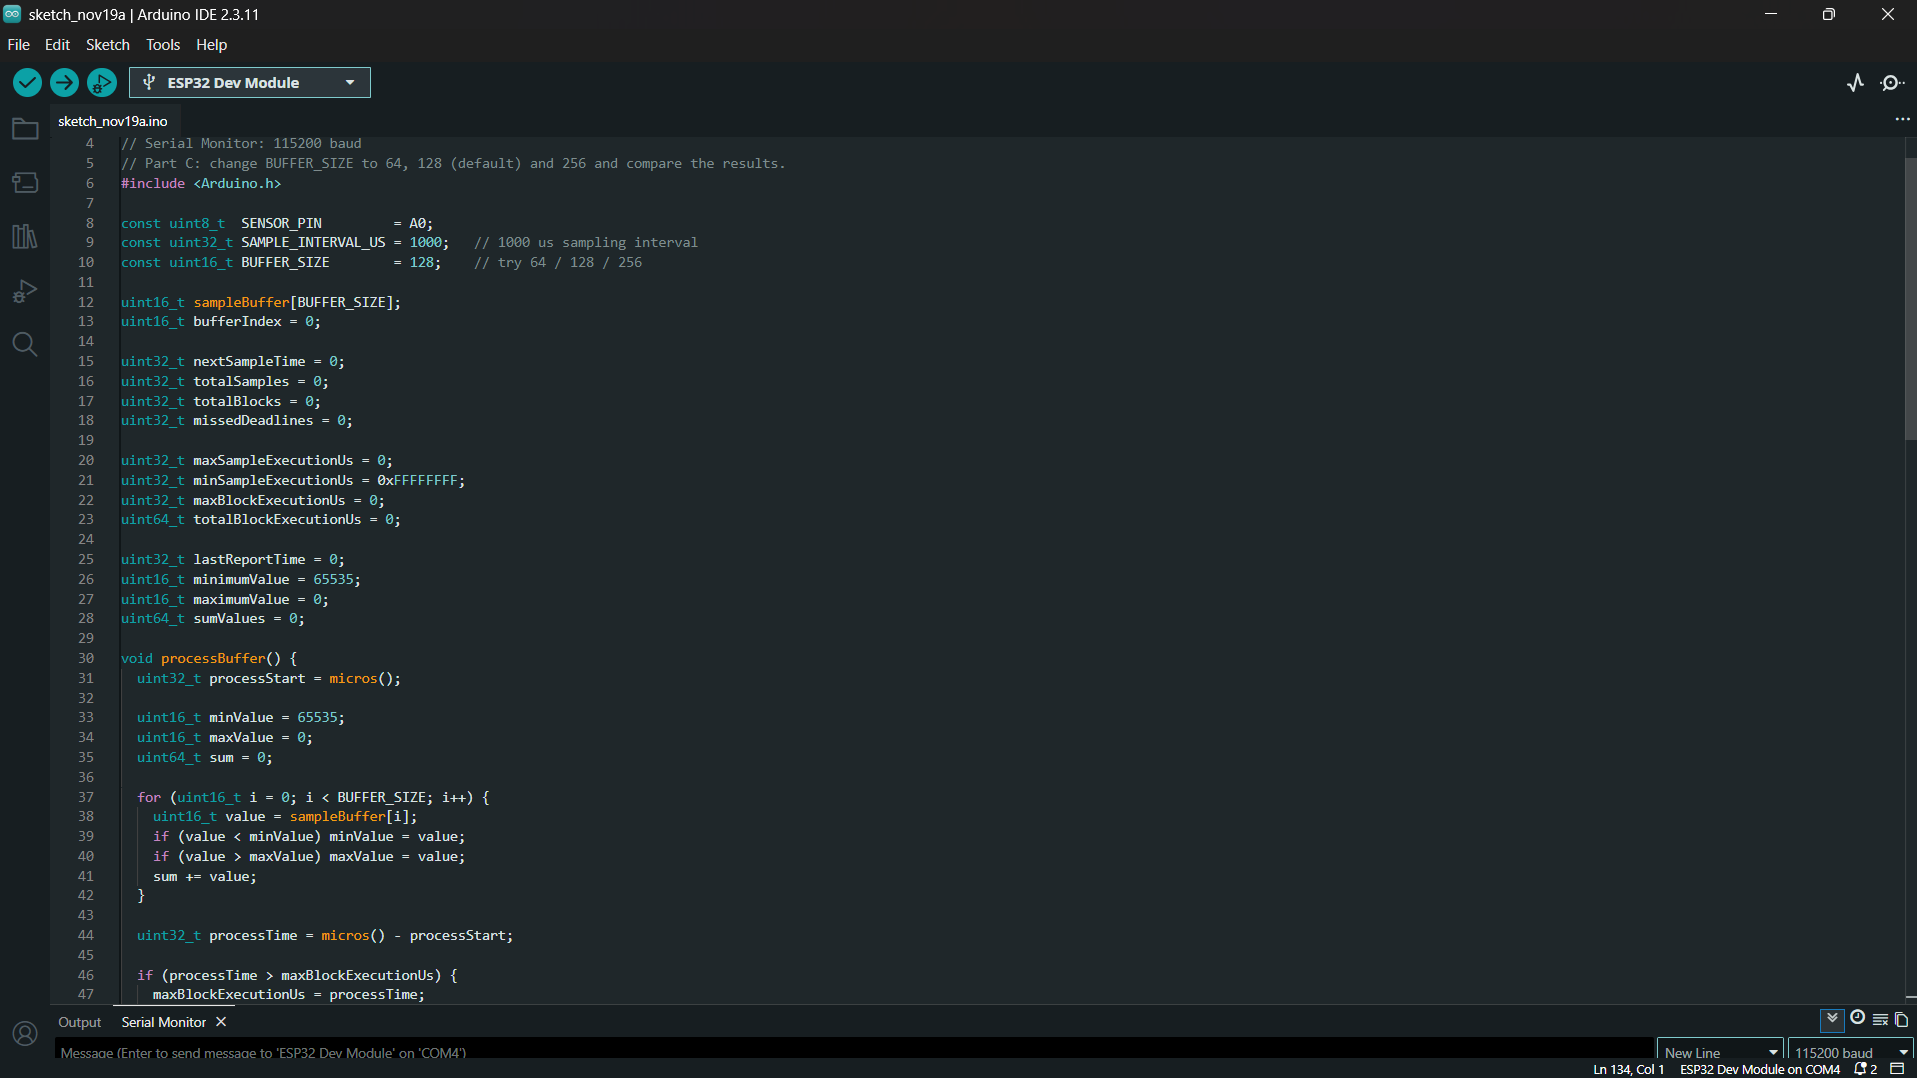 sketch_nov19a | Arduino IDE 2.3.11
File Edit Sketch Tools Help
ESP32 Dev Module
sketch_nov19a.ino
4 // Serial Monitor: 115200 baud
5 // Part C: change BUFFER_SIZE to 64, 128 (default) and 256 and compare the results.
6 #include <Arduino.h>
7
8 const uint8_t  SENSOR_PIN         = A0;
9 const uint32_t SAMPLE_INTERVAL_US = 1000;   // 1000 us sampling interval
10 const uint16_t BUFFER_SIZE        = 128;    // try 64 / 128 / 256
11
12 uint16_t sampleBuffer[BUFFER_SIZE];
13 uint16_t bufferIndex = 0;
14
15 uint32_t nextSampleTime = 0;
16 uint32_t totalSamples = 0;
17 uint32_t totalBlocks = 0;
18 uint32_t missedDeadlines = 0;
19
20 uint32_t maxSampleExecutionUs = 0;
21 uint32_t minSampleExecutionUs = 0xFFFFFFFF;
22 uint32_t maxBlockExecutionUs = 0;
23 uint64_t totalBlockExecutionUs = 0;
24
25 uint32_t lastReportTime = 0;
26 uint16_t minimumValue = 65535;
27 uint16_t maximumValue = 0;
28 uint64_t sumValues = 0;
29
30 void processBuffer() {
31   uint32_t processStart = micros();
32
33   uint16_t minValue = 65535;
34   uint16_t maxValue = 0;
35   uint64_t sum = 0;
36
37   for (uint16_t i = 0; i < BUFFER_SIZE; i++) {
38     uint16_t value = sampleBuffer[i];
39     if (value < minValue) minValue = value;
40     if (value > maxValue) maxValue = value;
41     sum += value;
42   }
43
44   uint32_t processTime = micros() - processStart;
45
46   if (processTime > maxBlockExecutionUs) {
47     maxBlockExecutionUs = processTime;
Output Serial Monitor
Message (Enter to send message to 'ESP32 Dev Module' on 'COM4') New Line 115200 baud
Ln 134, Col 1 ESP32 Dev Module on COM4 2